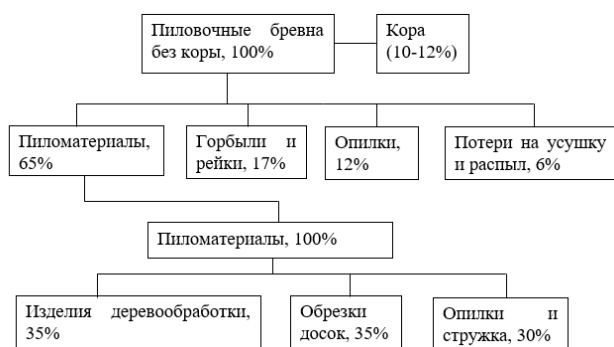 Пиловочные бревна
без коры, 100%
Кора
(10-12%)
Пиломатериалы,
65%
Горбыли и
рейки, 17%
Опилки,
12%
Потери на усушку
и распыл, 6%
Пиломатериалы, 100%
Изделия деревообработки,
35%
Обрезки
досок, 35%
Опилки и
стружка, 30%